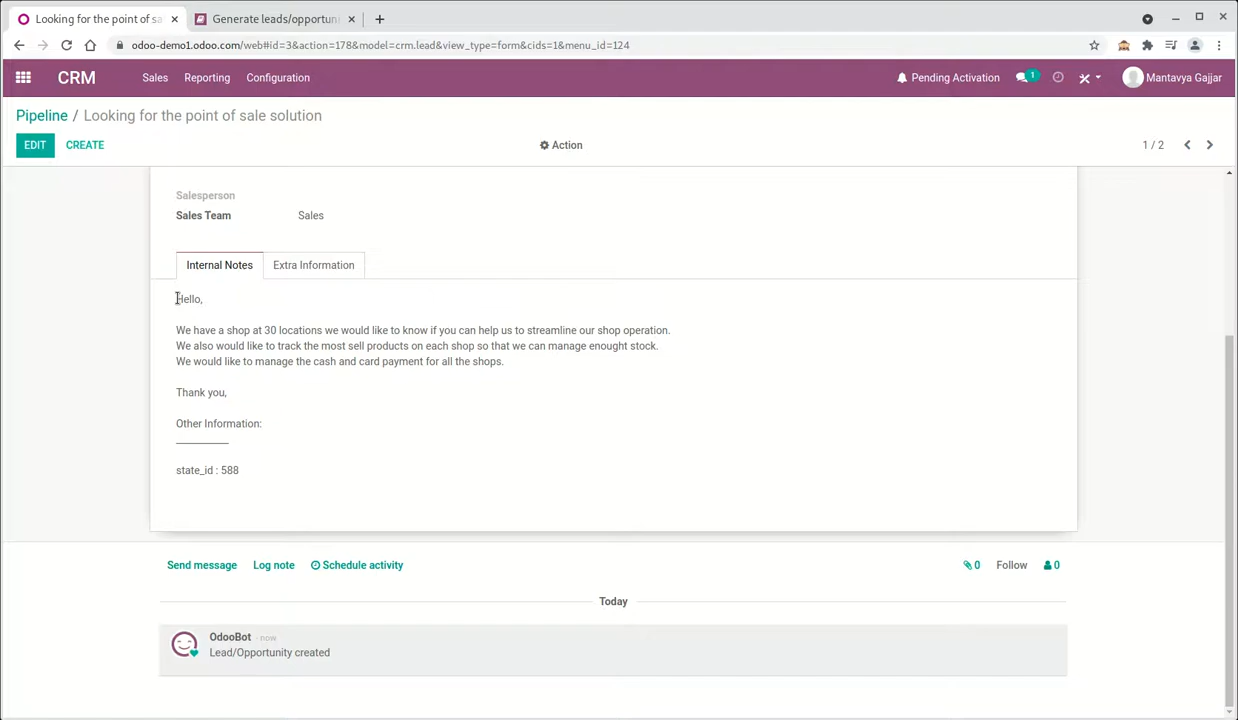 Looking for the point of sa
Generate leads/opportuni
odoo-demo1.odoo.com/web#id=3&action=178&model=crm.lead&view_type=form&cids=1&menu_id=124
CRM Sales Reporting Configuration Pending Activation 1 Mantavya Gajjar
Pipeline / Looking for the point of sale solution
EDIT CREATE Action 1 / 2
Salesperson
Sales Team Sales
Internal Notes Extra Information
Hello,
We have a shop at 30 locations we would like to know if you can help us to streamline our shop operation.
We also would like to track the most sell products on each shop so that we can manage enought stock.
We would like to manage the cash and card payment for all the shops.
Thank you,
Other Information:
___________
state_id : 588
Send message Log note Schedule activity 0 Follow 0
Today
OdooBot - now
Lead/Opportunity created